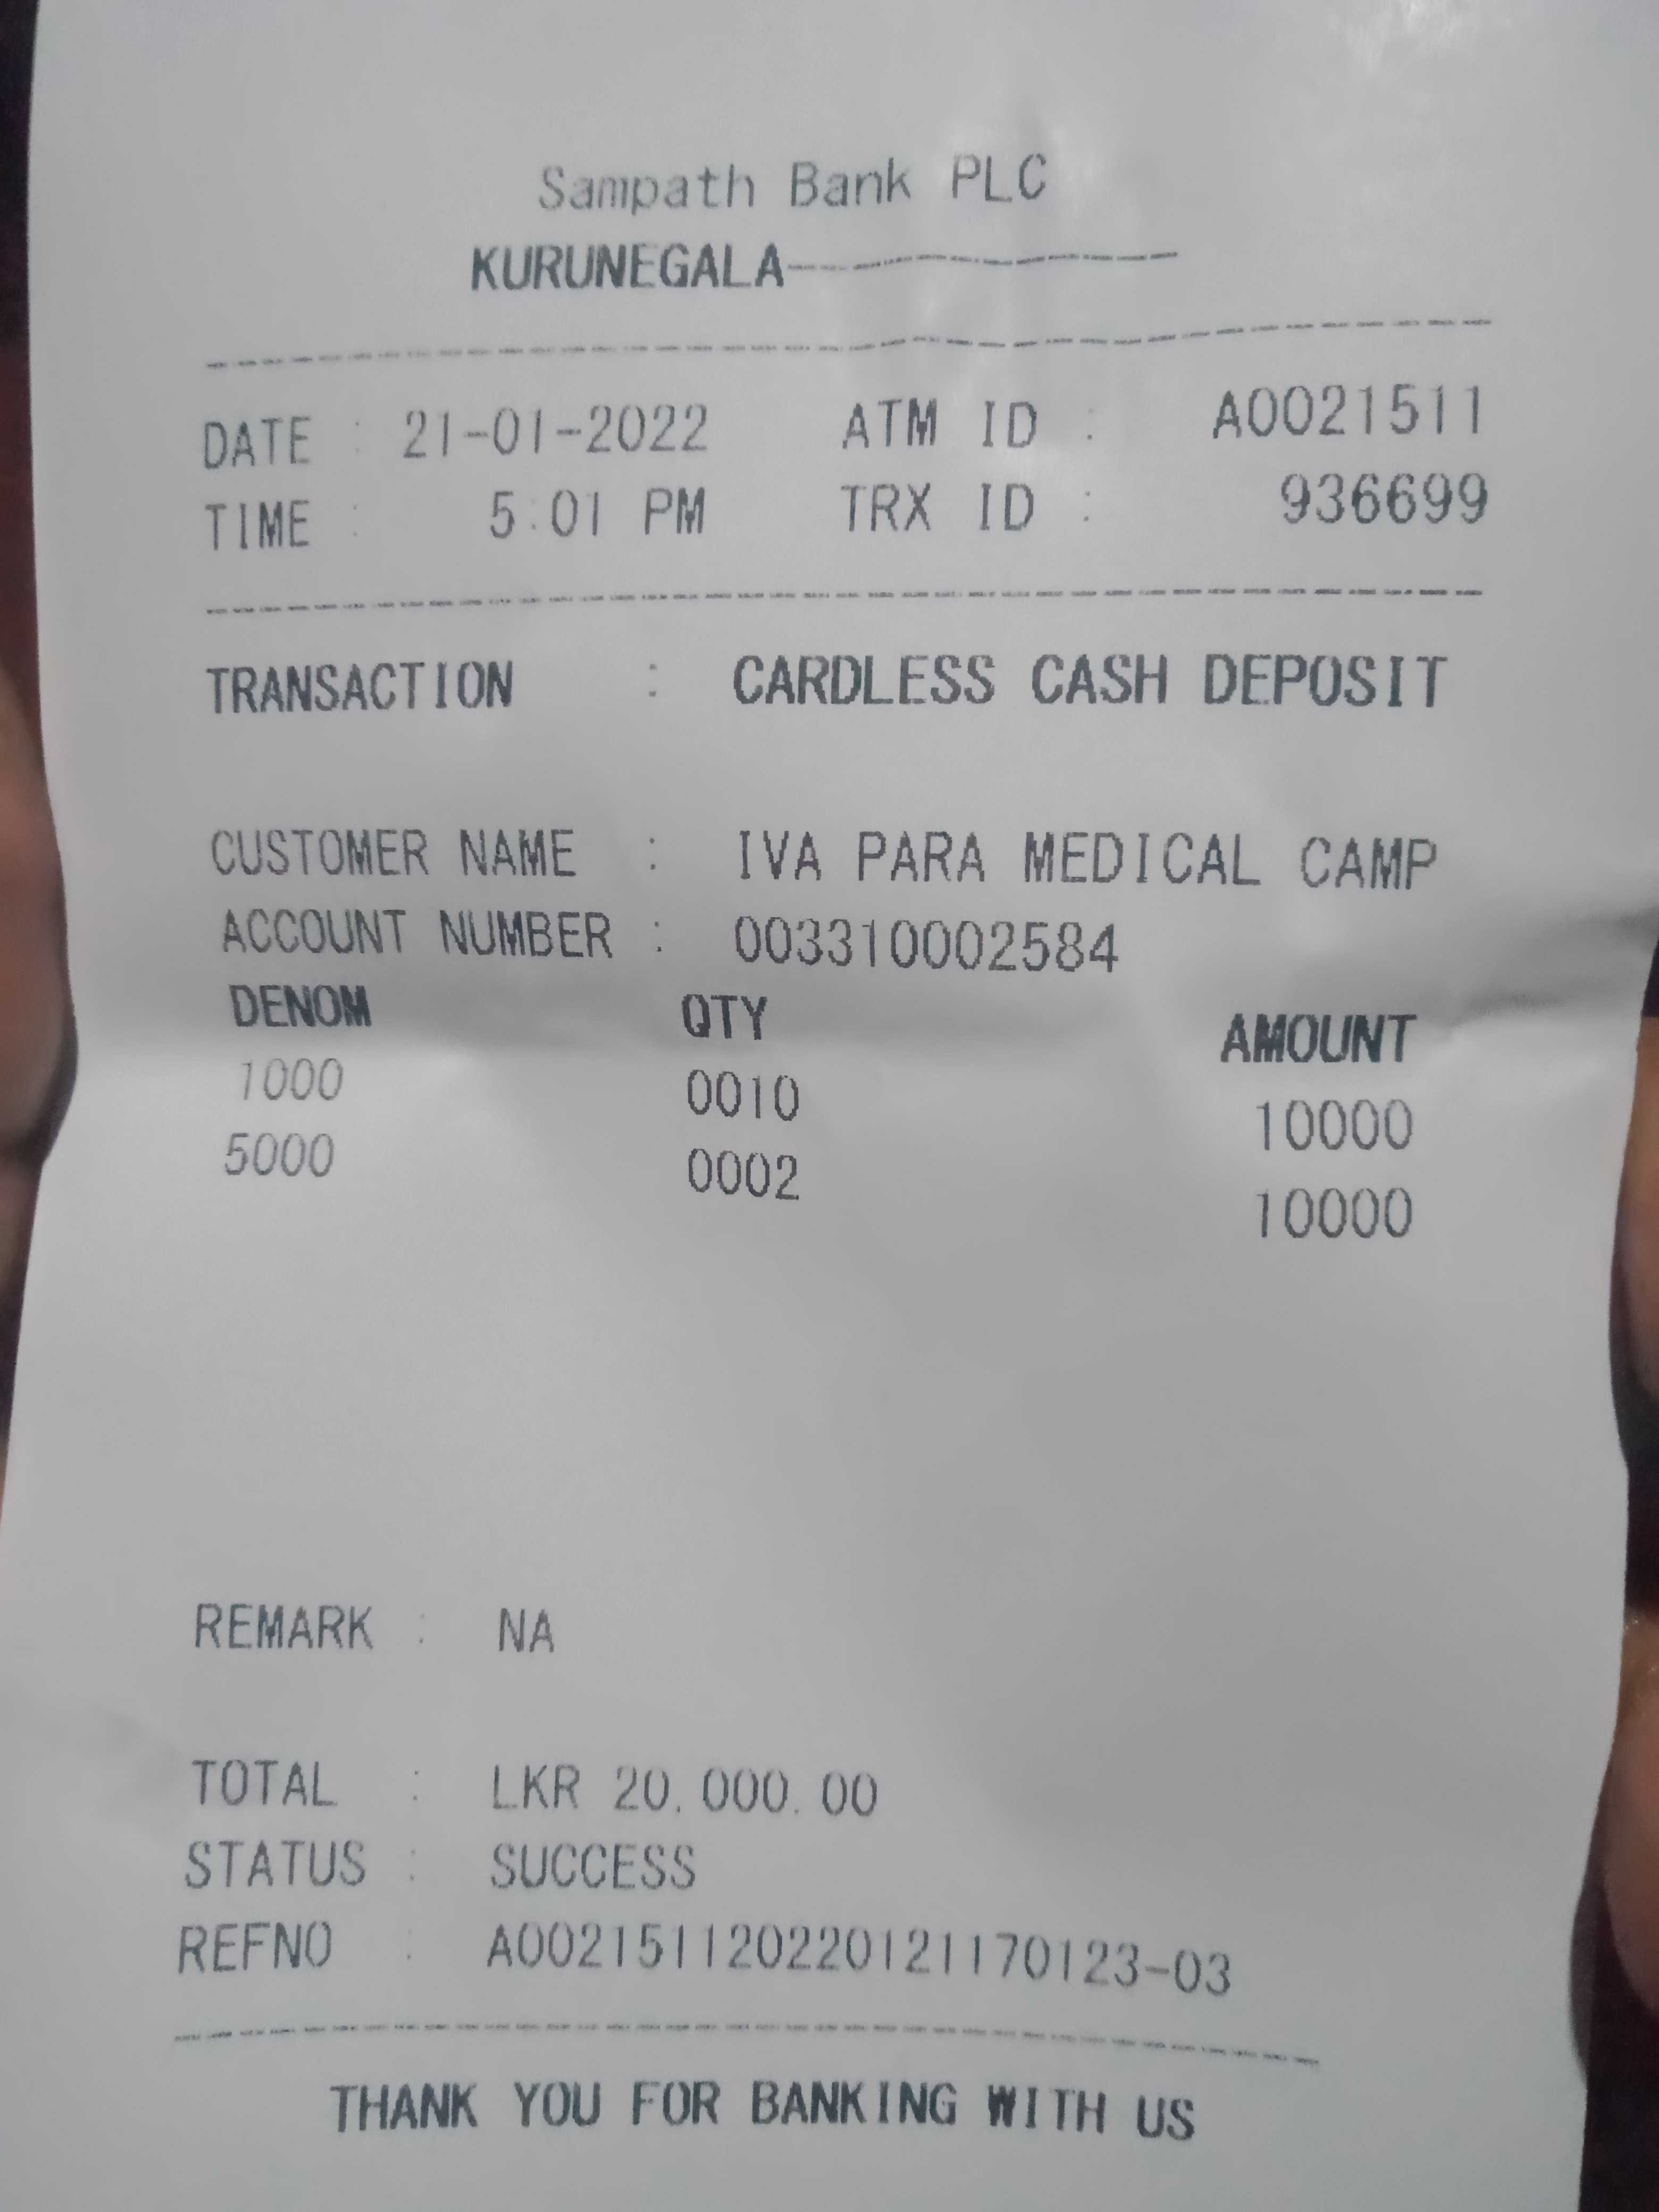 Sampath Bank PLC
KURUNEGALA--------------
DATE : 21-01-2022 ATM ID : A0021511
TIME : 5:01 PM TRX ID : 936699
TRANSACTION : CARDLESS CASH DEPOSIT
CUSTOMER NAME : IVA PARA MEDICAL CAMP
ACCOUNT NUMBER : 003310002584
DENOM QTY AMOUNT
1000 0010 10000
5000 0002 10000
REMARK : NA
TOTAL : LKR 20,000.00
STATUS : SUCCESS
REFNO : A002151120220121170123-03
THANK YOU FOR BANKING WITH US